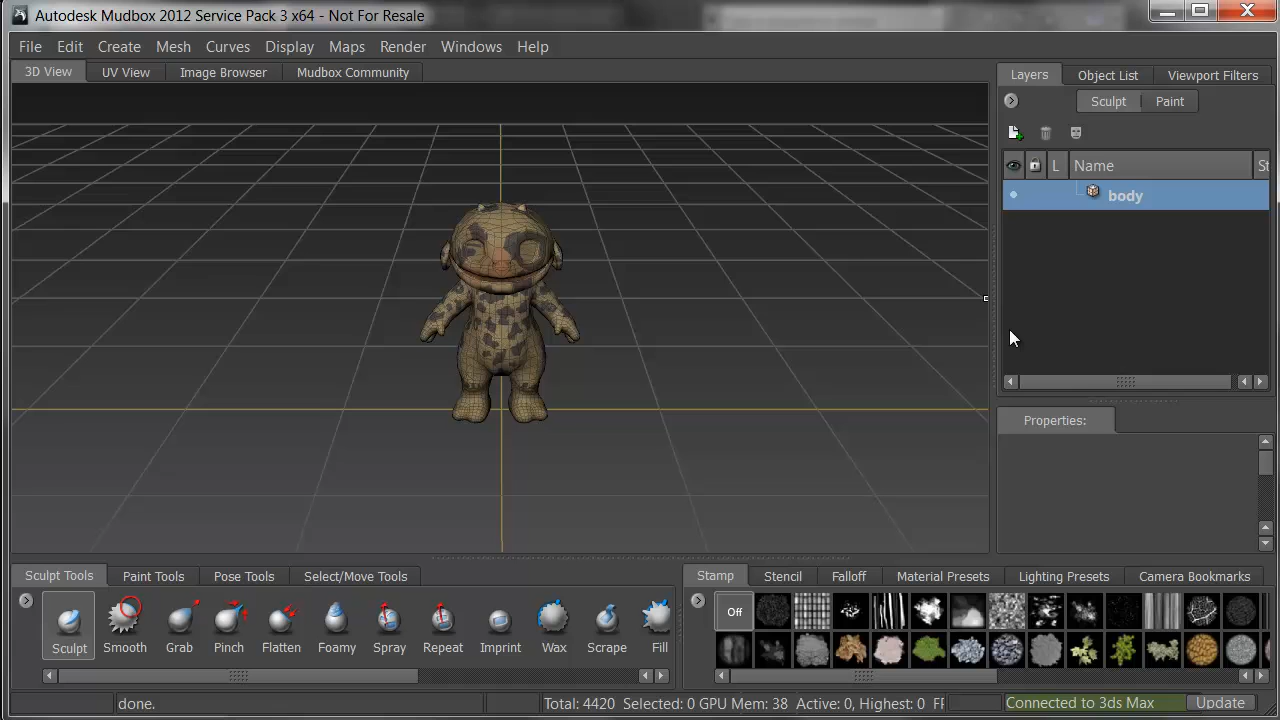 Autodesk Mudbox 2012 Service Pack 3 x64 - Not For Resale
File Edit Create Mesh Curves Display Maps Render Windows Help
3D View UV View Image Browser Mudbox Community
Layers Object List Viewport Filters
Sculpt Paint
L Name St
body
Properties:
Sculpt Tools Paint Tools Pose Tools Select/Move Tools
Stamp Stencil Falloff Material Presets Lighting Presets Camera Bookmarks
Off
Sculpt Smooth Grab Pinch Flatten Foamy Spray Repeat Imprint Wax Scrape Fill
done.
Total: 4420 Selected: 0 GPU Mem: 38 Active: 0, Highest: 0 FF
Connected to 3ds Max
Update